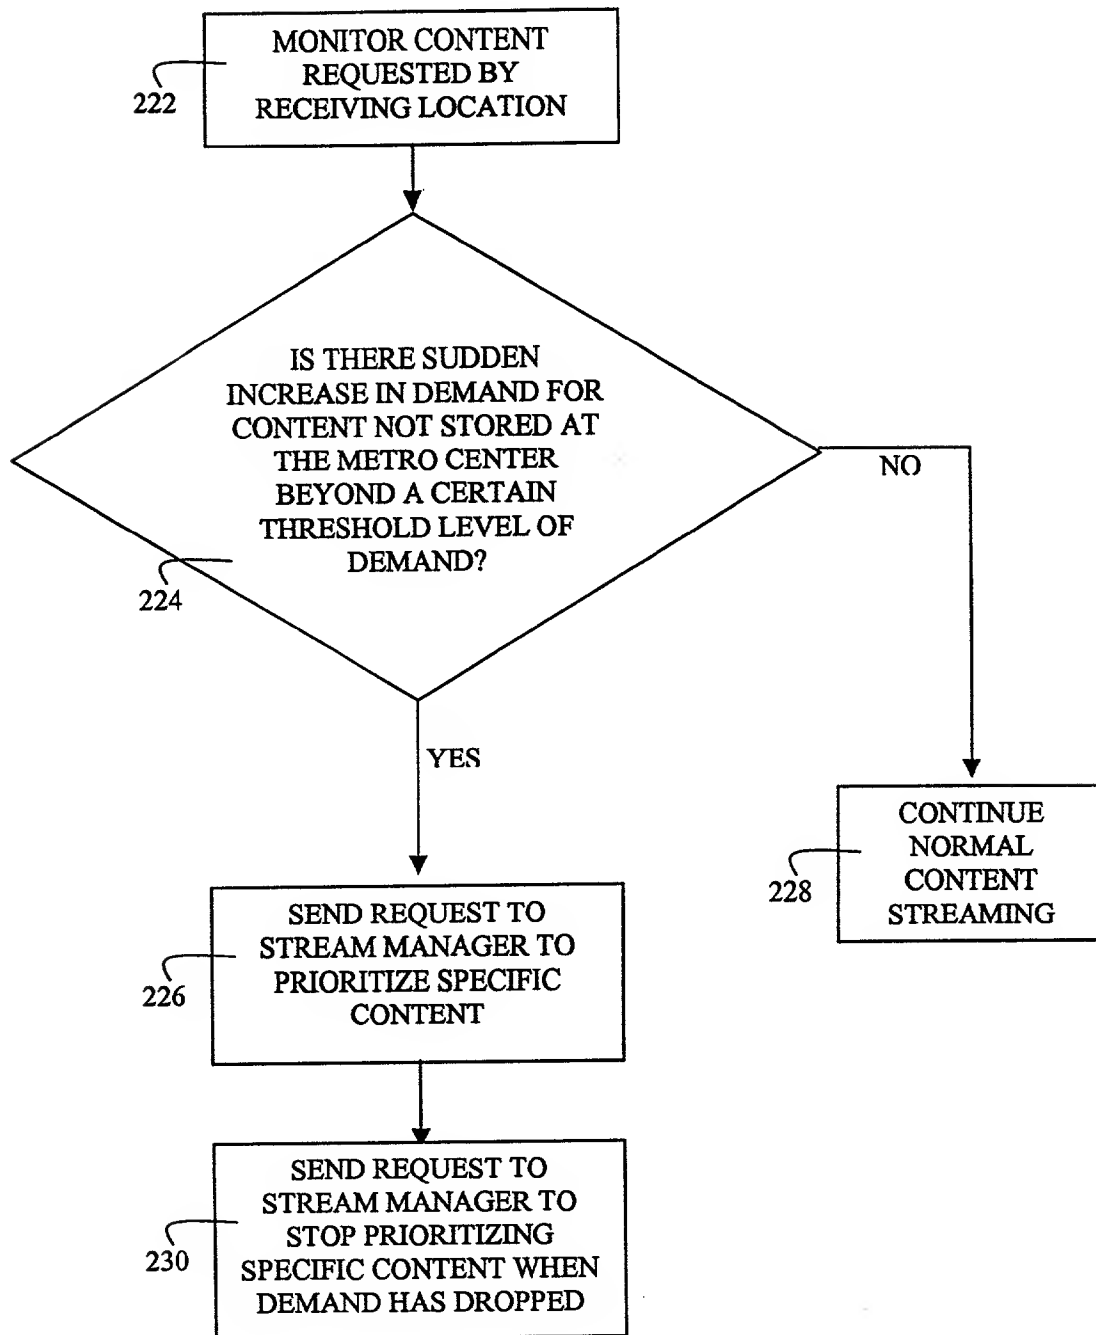 MONITOR CONTENT
REQUESTED BY
RECEIVING LOCATION
222
IS THERE SUDDEN
INCREASE IN DEMAND FOR
CONTENT NOT STORED AT
THE METRO CENTER
BEYOND A CERTAIN
THRESHOLD LEVEL OF
DEMAND?
224
NO
YES
CONTINUE
NORMAL
CONTENT
STREAMING
228
SEND REQUEST TO
STREAM MANAGER TO
PRIORITIZE SPECIFIC
CONTENT
226
SEND REQUEST TO
STREAM MANAGER TO
STOP PRIORITIZING
SPECIFIC CONTENT WHEN
DEMAND HAS DROPPED
230